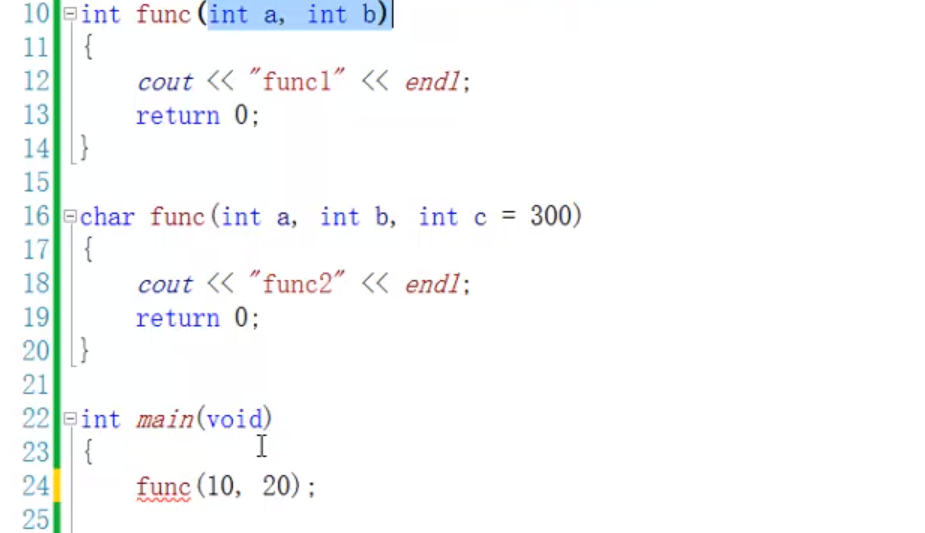 10 int func(int a, int b)
11 {
12 cout << "func1" << endl;
13 return 0;
14 }
15
16 char func(int a, int b, int c = 300)
17 {
18 cout << "func2" << endl;
19 return 0;
20 }
21
22 int main(void)
23 {
24 func(10, 20);
25